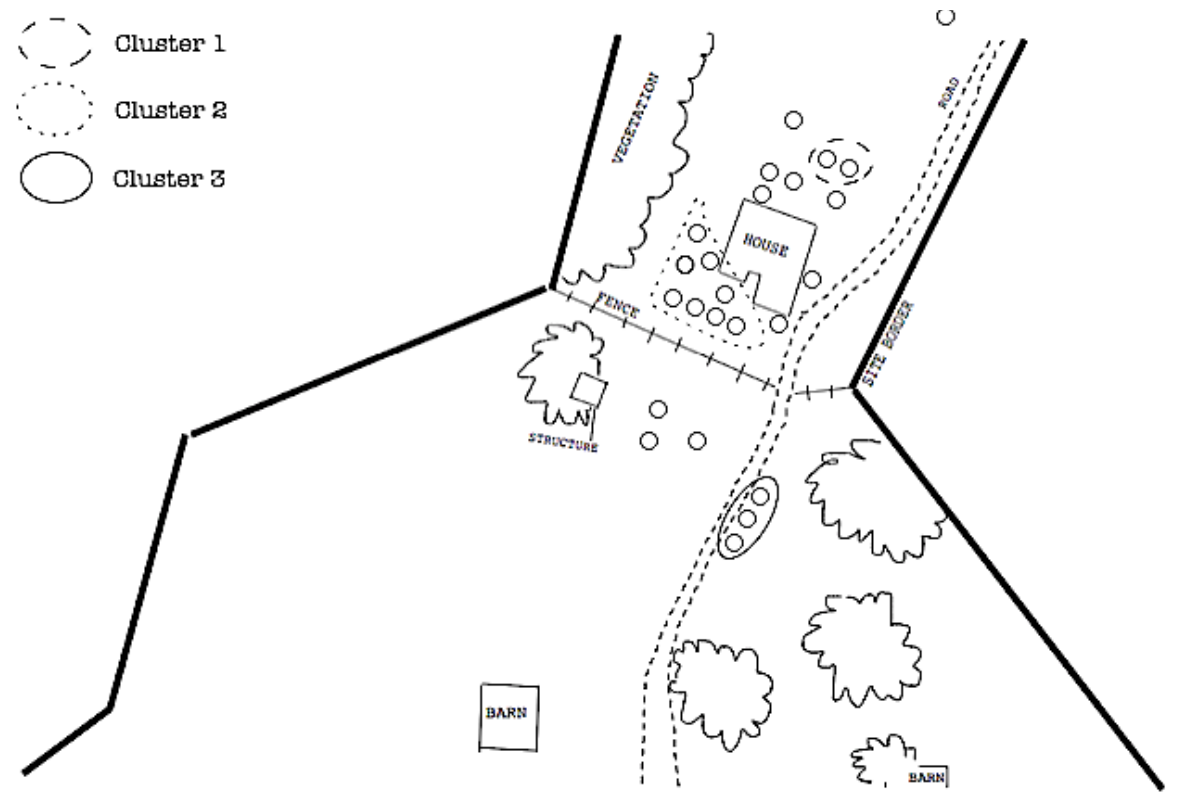 Cluster 1
Cluster 2
Cluster 3
VEGETATION
ROAD
HOUSE
FENCE
SITE BORDER
STRUCTURE
BARN
BARN